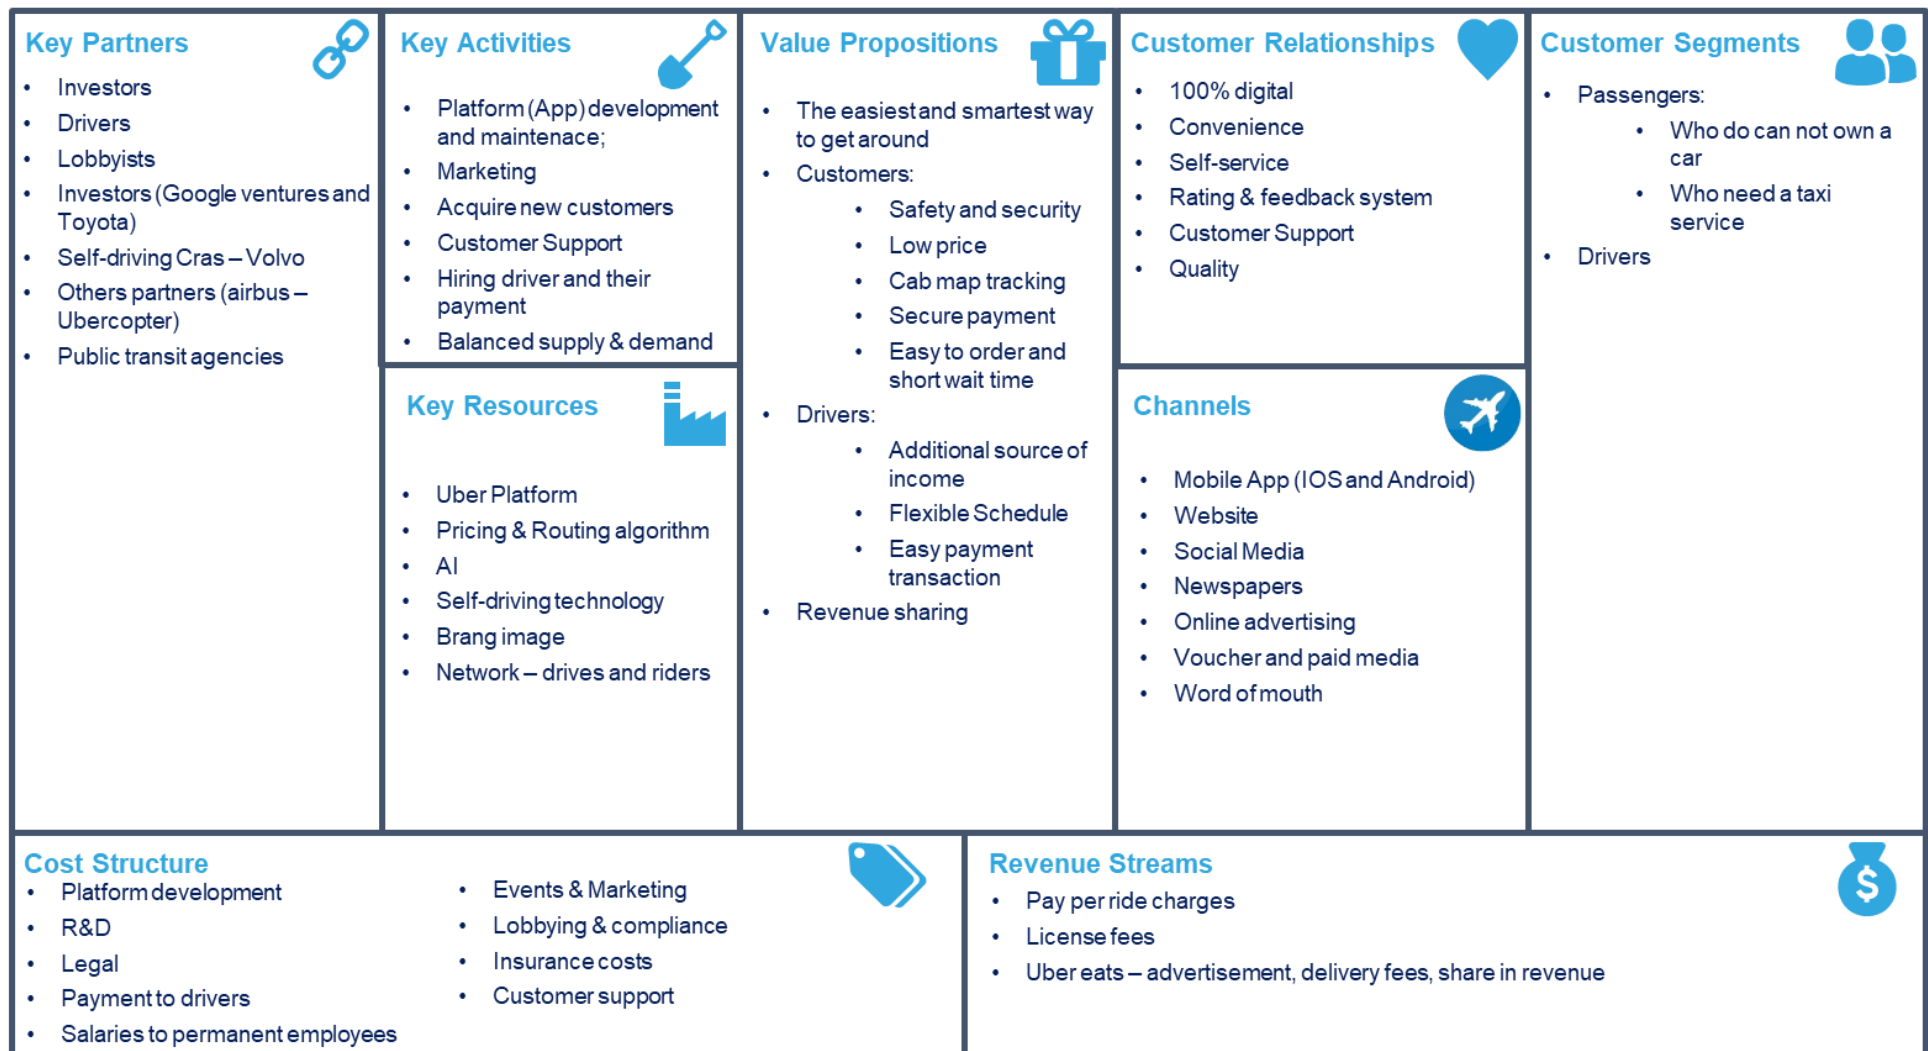 Key Partners
• Investors
• Drivers
• Lobbyists
• Investors (Google ventures and
Toyota)
• Self-driving Cras – Volvo
• Others partners (airbus –
Ubercopter)
• Public transit agencies
Key Activities
• Platform (App) development
and maintenace;
• Marketing
• Acquire new customers
• Customer Support
• Hiring driver and their
payment
• Balanced supply & demand
Key Resources
• Uber Platform
• Pricing & Routing algorithm
• AI
• Self-driving technology
• Brang image
• Network – drives and riders
Value Propositions
• The easiest and smartest way
to get around
• Customers:
• Safety and security
• Low price
• Cab map tracking
• Secure payment
• Easy to order and
short wait time
• Drivers:
• Additional source of
income
• Flexible Schedule
• Easy payment
transaction
• Revenue sharing
Customer Relationships
• 100% digital
• Convenience
• Self-service
• Rating & feedback system
• Customer Support
• Quality
Channels
• Mobile App (IOS and Android)
• Website
• Social Media
• Newspapers
• Online advertising
• Voucher and paid media
• Word of mouth
Customer Segments
• Passengers:
• Who do can not own a
car
• Who need a taxi
service
• Drivers
Cost Structure
• Platform development
• R&D
• Legal
• Payment to drivers
• Salaries to permanent employees
• Events & Marketing
• Lobbying & compliance
• Insurance costs
• Customer support
Revenue Streams
• Pay per ride charges
• License fees
• Uber eats – advertisement, delivery fees, share in revenue
$